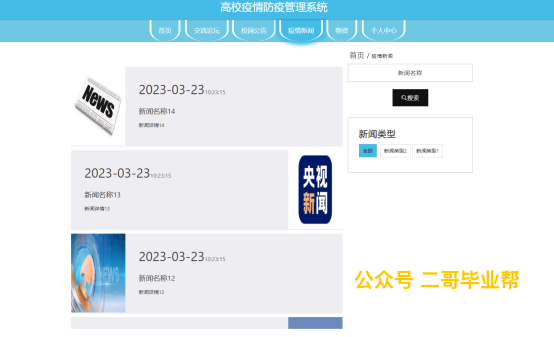 高校疫情防疫管理系统
首页 交流论坛 校园公告 疫情新闻 物资 个人中心
首页 / 疫情新闻
新闻名称
搜索
新闻类型
全部 新闻类型2 新闻类型1
News
2023-03-23 10:23:15
新闻名称14
新闻详情14
2023-03-23 10:23:15
新闻名称13
新闻详情13
央视
新闻
NEWS
2023-03-23 10:23:15
新闻名称12
新闻详情12
公众号 二哥毕业帮